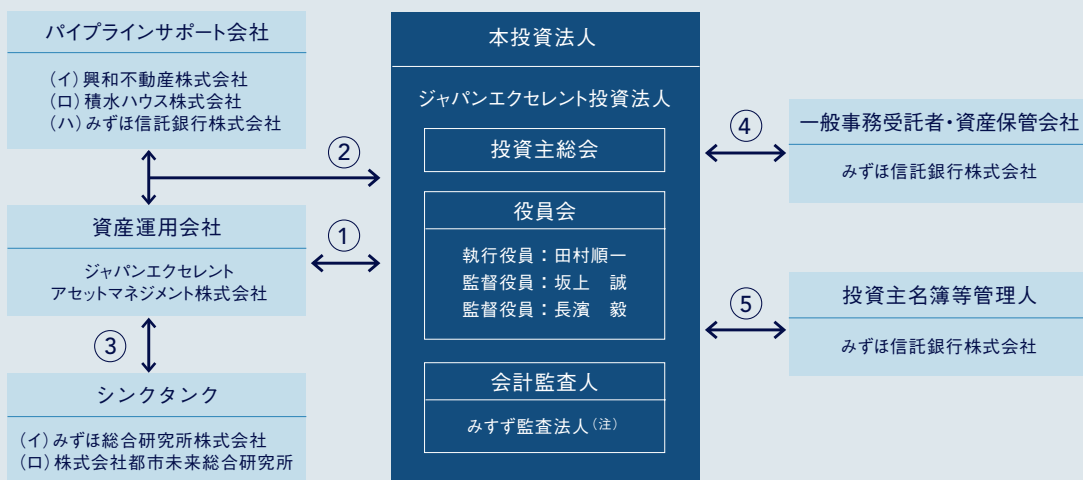 パイプラインサポート会社
(イ)興和不動産株式会社
(ロ)積水ハウス株式会社
(ハ)みずほ信託銀行株式会社
②
資産運用会社
ジャパンエクセレント
アセットマネジメント株式会社
①
③
シンクタンク
(イ)みずほ総合研究所株式会社
(ロ)株式会社都市未来総合研究所
本投資法人
ジャパンエクセレント投資法人
投資主総会
役員会
執行役員:田村順一
監督役員:坂上 誠
監督役員:長濱 毅
会計監査人
みすず監査法人(注)
④
一般事務受託者・資産保管会社
みずほ信託銀行株式会社
⑤
投資主名簿等管理人
みずほ信託銀行株式会社